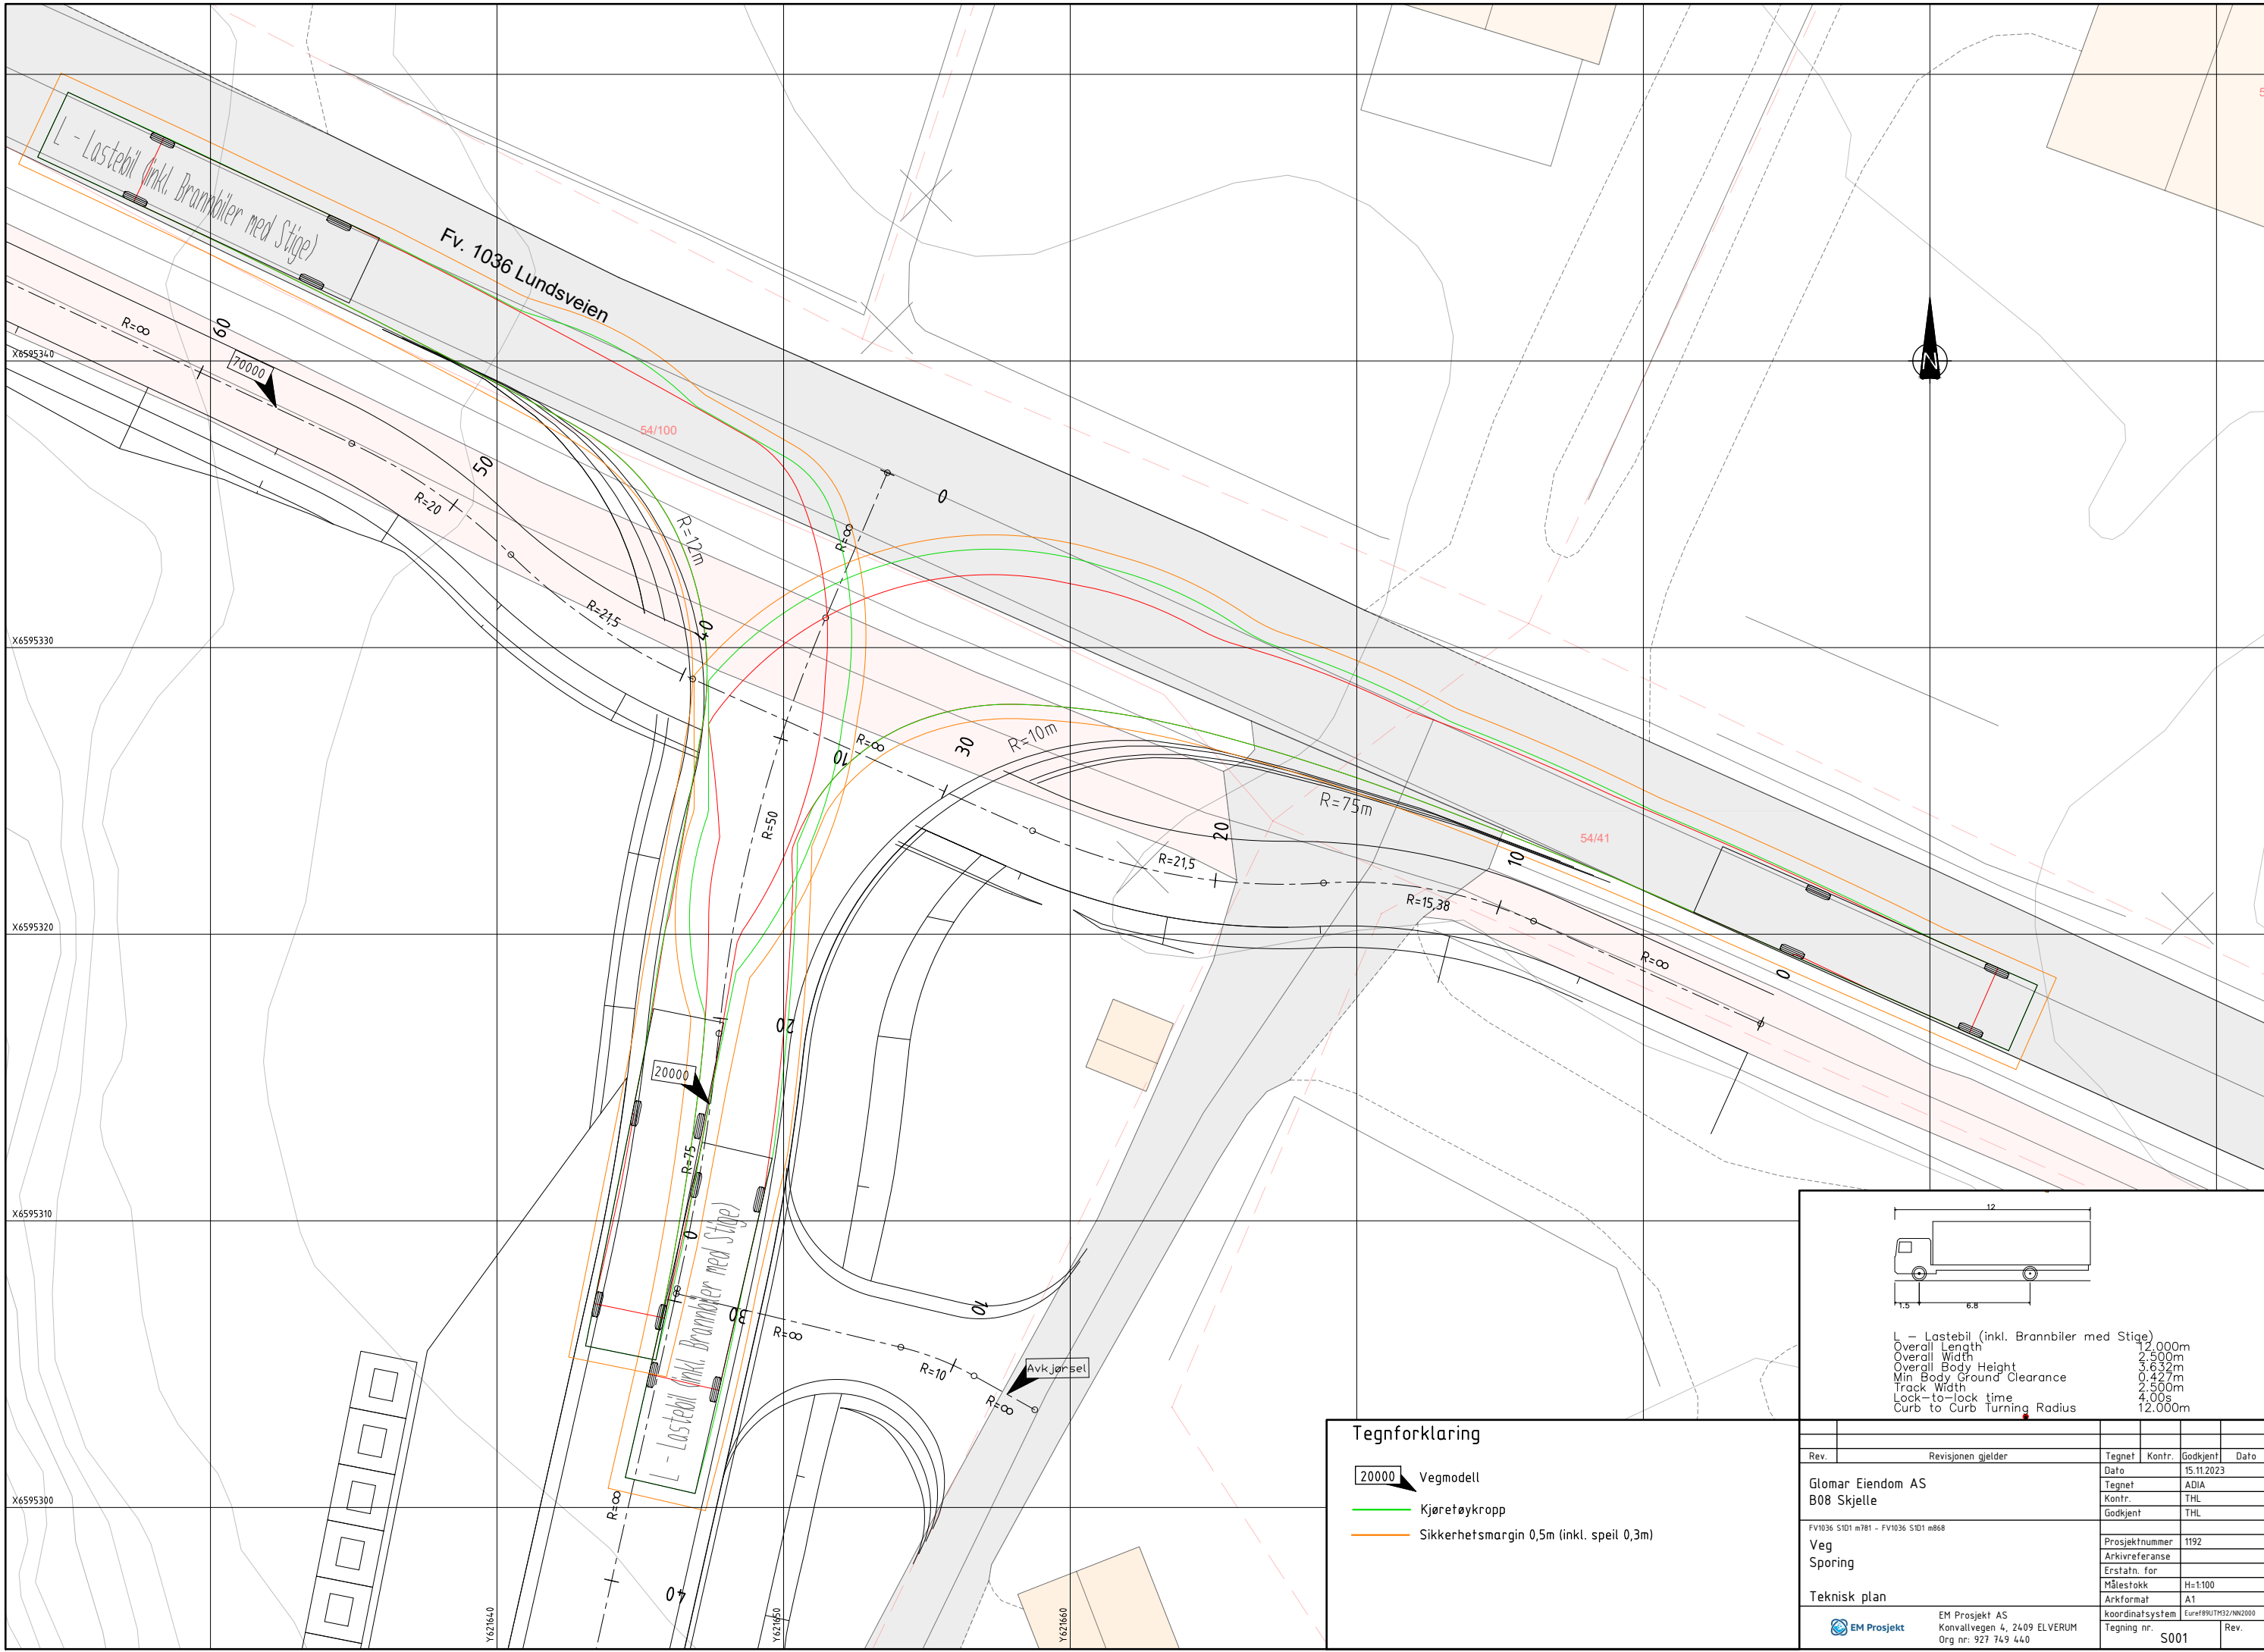 L - Lastebil (inkl. Brannbiler med Stige)
Fv. 1036 Lundsveien
R=∞
60
70000
X6595340
54/100
50
R=20
R=12m
0
R=∞
R=21,5
40
X6595330
R=∞
10
30
R=10m
R=50
R=75m
20
54/41
10
R=21,5
R=15,38
X6595320
R=∞
0
20
20000
R=75
X6595310
0
L - Lastebil (inkl. Brannbiler med Stige)
30
R=∞
10
R=10
Avkjørsel
R=∞
X6595300
R=∞
40
Y621640
Y621650
Y621660
N
12
1.5
6.8
L - Lastebil (inkl. Brannbiler med Stige)
Overall Length 12.000m
Overall Width 2.500m
Overall Body Height 3.632m
Min Body Ground Clearance 0.427m
Track Width 2.500m
Lock-to-lock time 4.00s
Curb to Curb Turning Radius 12.000m
Tegnforklaring
20000 Vegmodell
Kjøretøykropp
Sikkerhetsmargin 0,5m (inkl. speil 0,3m)
Rev. Revisjonen gjelder Tegnet Kontr. Godkjent Dato
Glomar Eiendom AS
B08 Skjelle
Dato 15.11.2023
Tegnet ADIA
Kontr. THL
Godkjent THL
FV1036 S1D1 m781 - FV1036 S1D1 m868
Veg
Sporing
Teknisk plan
Prosjektnummer 1192
Arkivreferanse
Erstatn. for
Målestokk H=1:100
Arkformat A1
koordinatsystem Euref89UTM32/NN2000
EM Prosjekt
EM Prosjekt AS
Konvallvegen 4, 2409 ELVERUM
Org nr: 927 749 440
Tegning nr. S001 Rev.